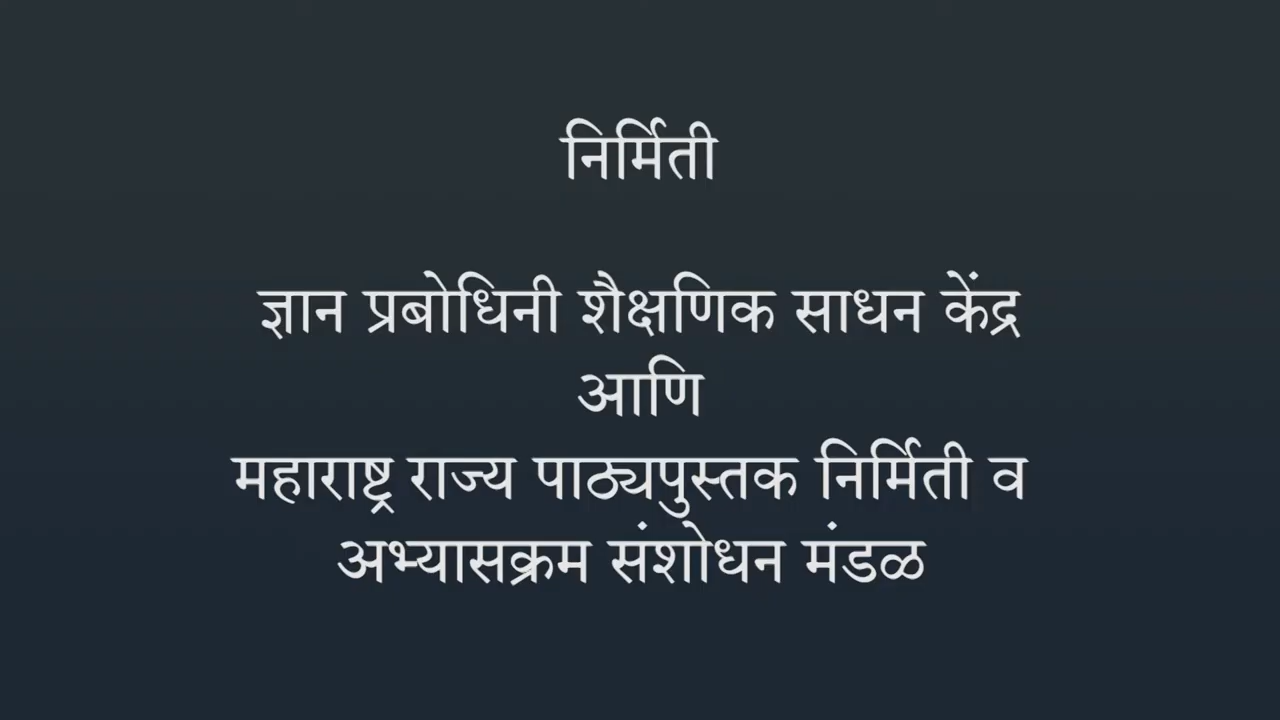 निर्मिती
ज्ञान प्रबोधिनी शैक्षणिक साधन केंद्र
आणि
महाराष्ट्र राज्य पाठ्यपुस्तक निर्मिती व
अभ्यासक्रम संशोधन मंडळ